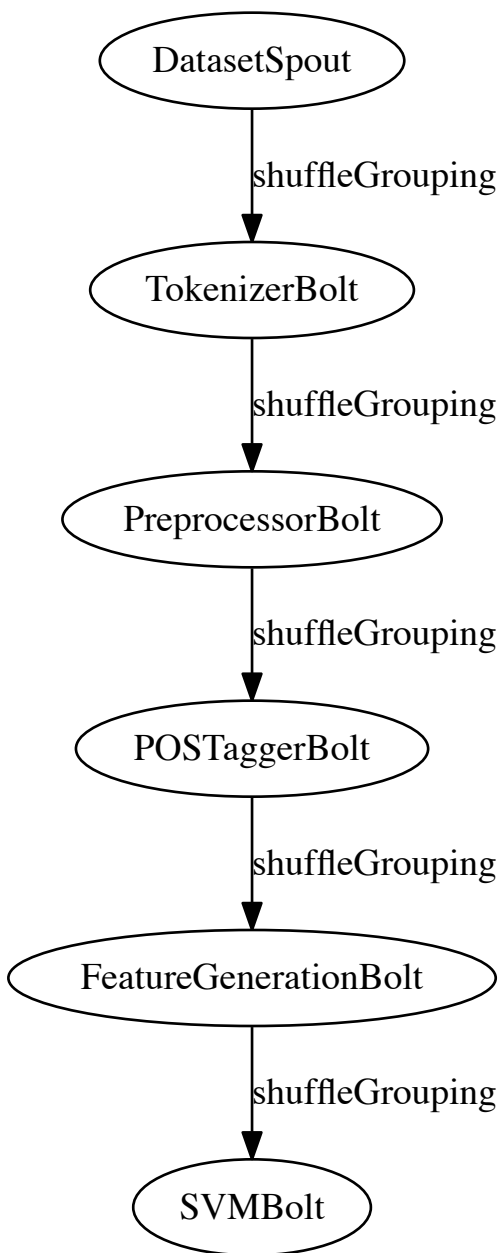 DatasetSpout
shuffleGrouping
TokenizerBolt
shuffleGrouping
PreprocessorBolt
shuffleGrouping
POSTaggerBolt
shuffleGrouping
FeatureGenerationBolt
shuffleGrouping
SVMBolt